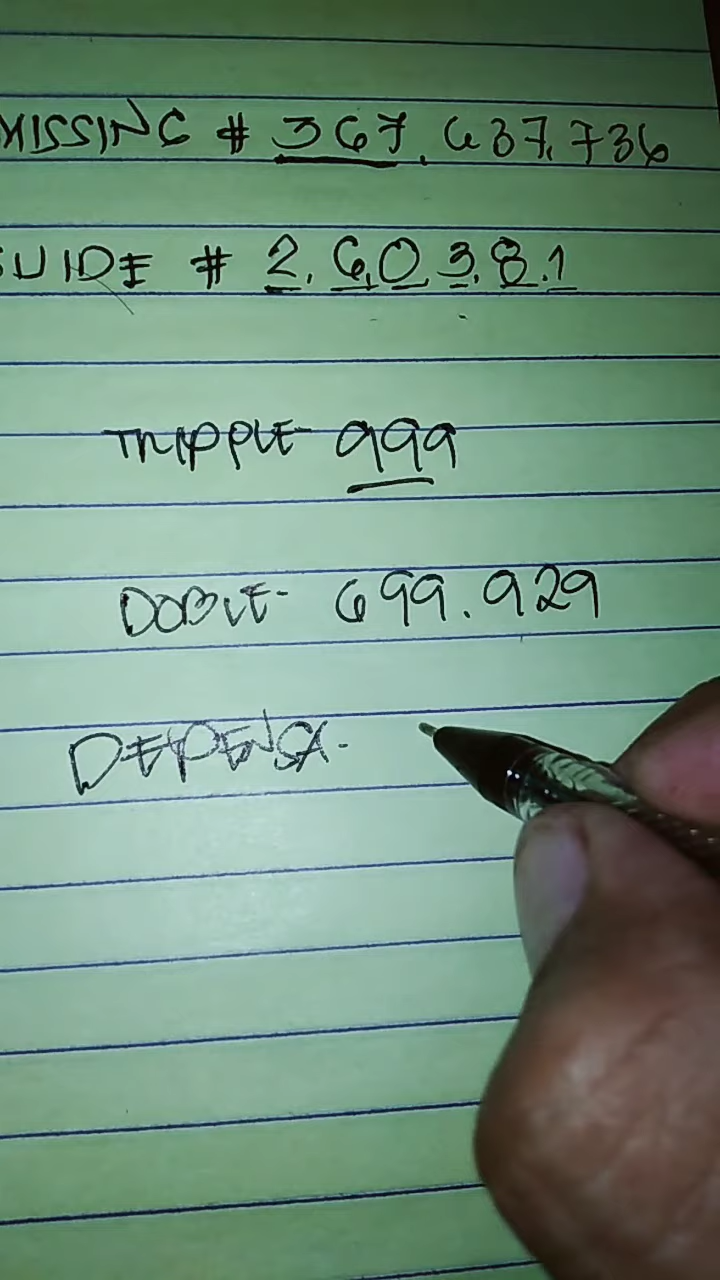 MISSING # 367. 637. 736
GUIDE # 2. 6. 0. 3. 8. 1
TRIPPLE- 999
DOBLE- 699. 929
DEPENSA-